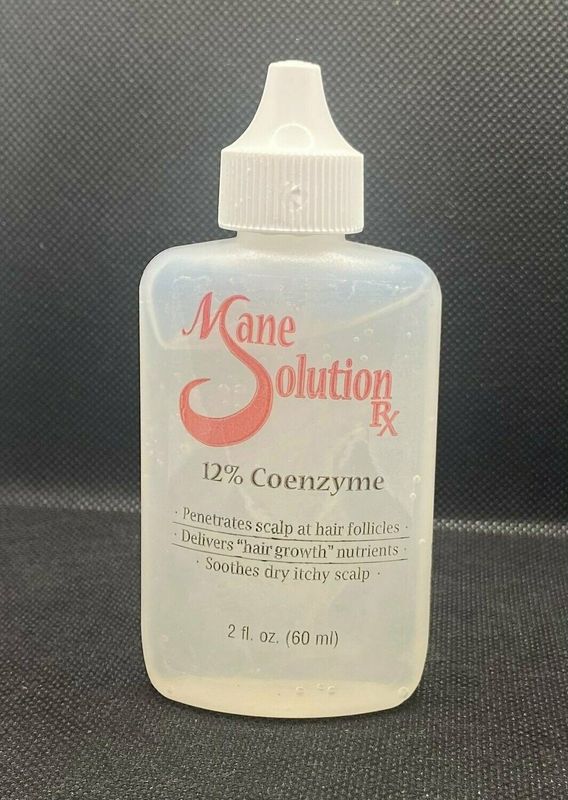 Mane
Solution
Rx
12% Coenzyme
· Penetrates scalp at hair follicles ·
· Delivers "hair growth" nutrients ·
· Soothes dry itchy scalp ·
2 fl. oz. (60 ml)